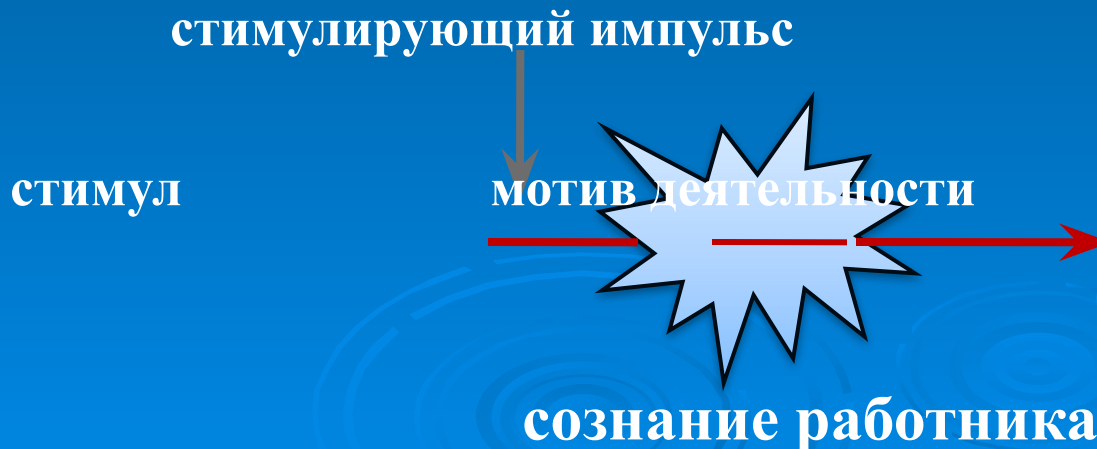 стимулирующий импульс
стимул мотив деятельности
сознание работника